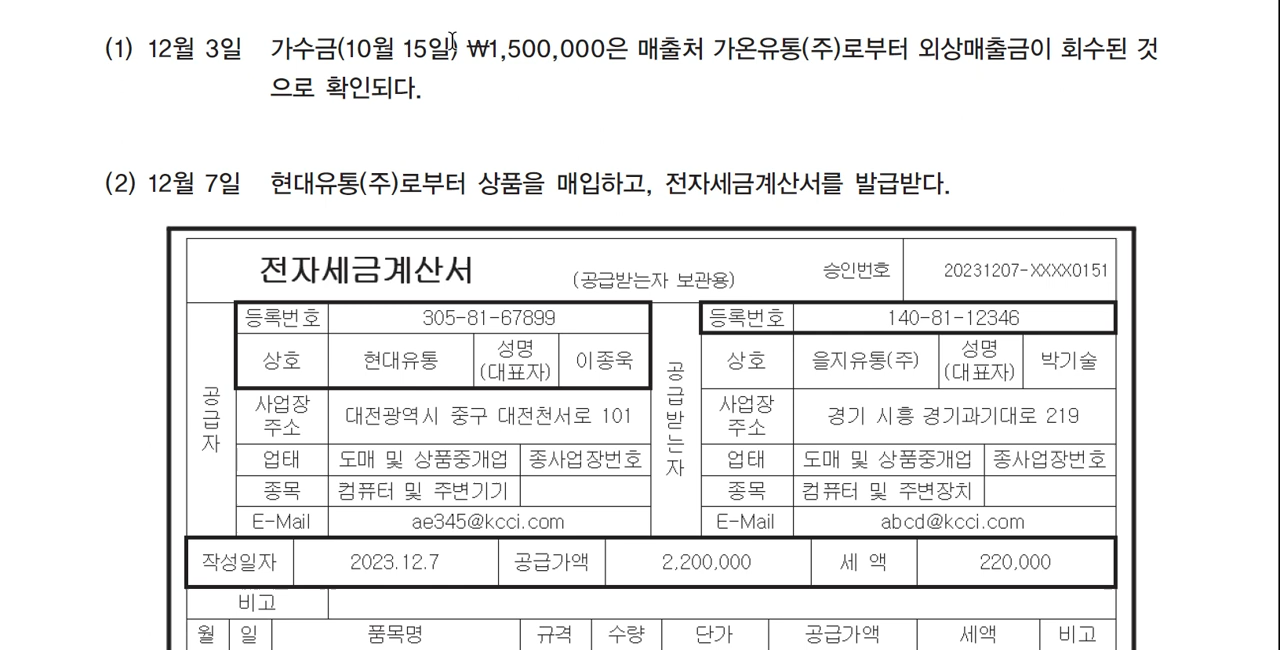 (1) 12월 3일 가수금(10월 15일) ₩1,500,000은 매출처 가온유통(주)로부터 외상매출금이 회수된 것
으로 확인되다.
(2) 12월 7일 현대유통(주)로부터 상품을 매입하고, 전자세금계산서를 발급받다.
전자세금계산서 (공급받는자 보관용) 승인번호 20231207-XXXX0151
공급자 등록번호 305-81-67899 공급받는자 등록번호 140-81-12346
상호 현대유통 성명(대표자) 이종욱 상호 을지유통(주) 성명(대표자) 박기술
사업장주소 대전광역시 중구 대전천서로 101 사업장주소 경기 시흥 경기과기대로 219
업태 도매 및 상품중개업 종사업장번호 업태 도매 및 상품중개업 종사업장번호
종목 컴퓨터 및 주변기기 종목 컴퓨터 및 주변장치
E-Mail ae345@kcci.com E-Mail abcd@kcci.com
작성일자 2023.12.7 공급가액 2,200,000 세 액 220,000
비고
월 일 품목명 규격 수량 단가 공급가액 세액 비고